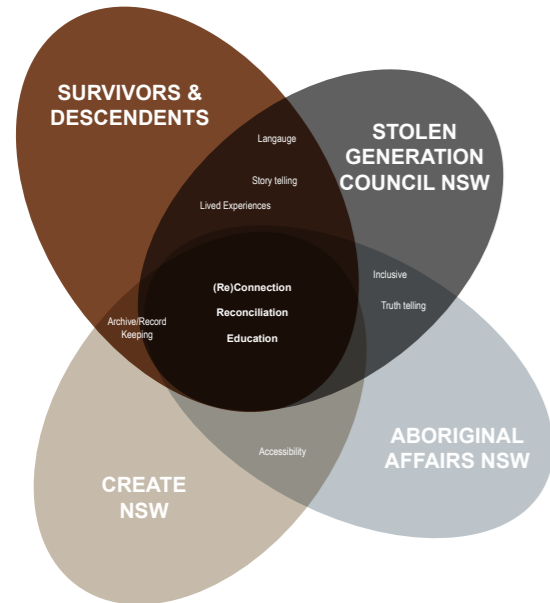 SURVIVORS &
DESCENDENTS
Langauge
STOLEN
GENERATION
COUNCIL NSW
Story telling
Lived Experiences
Inclusive
(Re)Connection
Truth telling
Reconciliation
Archive/Record
Keeping
Education
Accessibility
ABORIGINAL
AFFAIRS NSW
CREATE
NSW